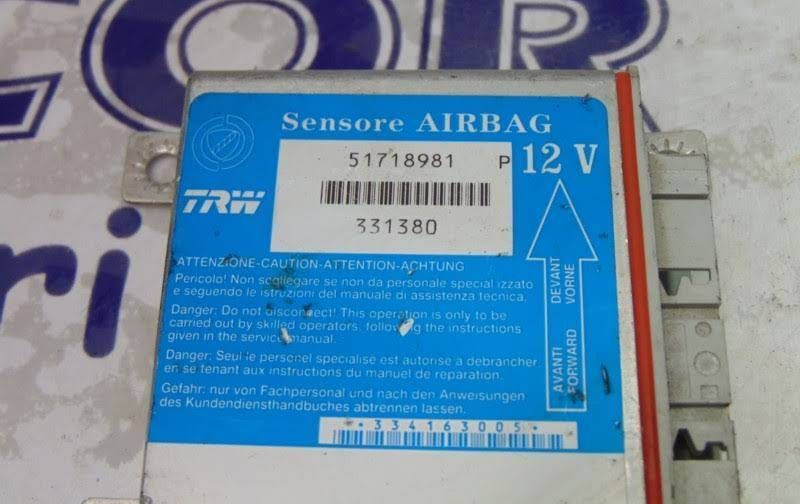 COR
ri
Sensore AIRBAG
51718981 P
12 V
TRW
331380
ATTENZIONE-CAUTION-ATTENTION-ACHTUNG
Pericolo! Non scollegare se non da personale specializzato
e seguendo le istruzioni del manuale di assistenza tecnica.
Danger: Do not disconnect! This operation is only to be
carried out by skilled operators, following the instructions
given in the service manual.
Danger: Seul le personel specialise est autorise a debrancher
en se tenant aux instructions du manuel de reparation.
Gefahr: nur von Fachpersonal und nach den Anweisungen
des Kundendiensthandbuches abtrennen lassen.
AVANTI DEVANT
FORWARD VORNE
*334163005*